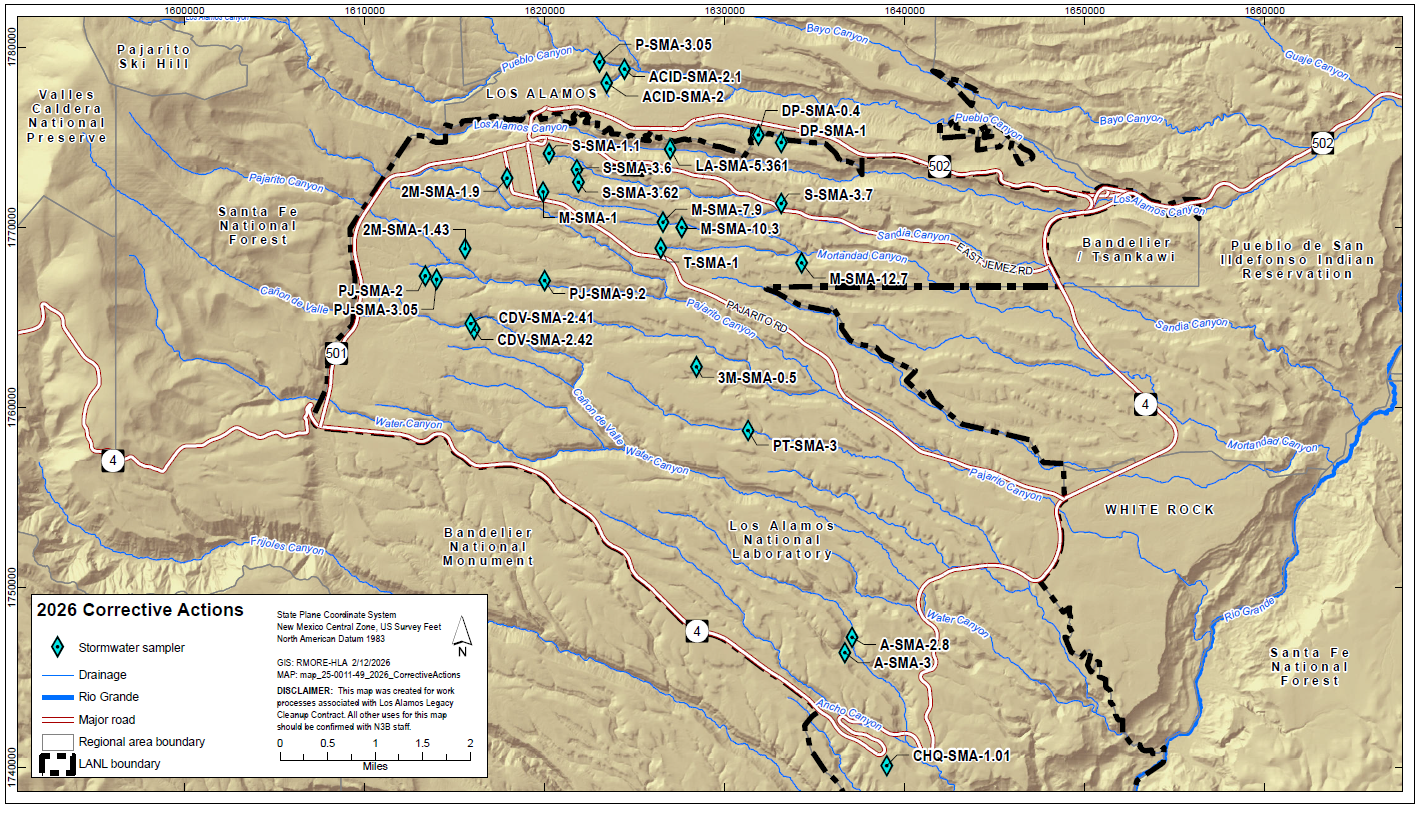 1600000
1610000
1620000
1630000
1640000
1650000
1660000
1780000
1770000
1760000
1750000
1740000
Los Alamos Canyon
Bayo Canyon
Pajarito
Ski Hill
Pueblo Canyon
P-SMA-3.05
ACID-SMA-2.1
ACID-SMA-2
Guaje Canyon
Valles
Caldera
National
Preserve
LOS ALAMOS
DP-SMA-0.4
DP-SMA-1
Pueblo Canyon
Bayo Canyon
Los Alamos Canyon
S-SMA-1.1
S-SMA-3.6
LA-SMA-5.361
502
502
Pajarito Canyon
2M-SMA-1.9
S-SMA-3.62
S-SMA-3.7
Los Alamos Canyon
Santa Fe
National
Forest
M-SMA-1
M-SMA-7.9
M-SMA-10.3
2M-SMA-1.43
Sandia Canyon
EAST JEMEZ RD
Bandelier
/ Tsankawi
Pueblo de San
Ildefonso Indian
Reservation
T-SMA-1
Mortandad Canyon
M-SMA-12.7
PJ-SMA-2
PJ-SMA-3.05
PJ-SMA-9.2
Cañon de Valle
Pajarito Canyon
PAJARITO RD
CDV-SMA-2.41
CDV-SMA-2.42
Sandia Canyon
501
3M-SMA-0.5
Cañon de Valle
4
Water Canyon
PT-SMA-3
Mortandad Canyon
4
Water Canyon
Pajarito Canyon
WHITE ROCK
Bandelier
National
Monument
Los Alamos
National
Laboratory
Frijoles Canyon
Rio Grande
Water Canyon
4
A-SMA-2.8
A-SMA-3
Santa Fe
National
Forest
Ancho Canyon
CHQ-SMA-1.01
2026 Corrective Actions
Stormwater sampler
Drainage
Rio Grande
Major road
Regional area boundary
LANL boundary
State Plane Coordinate System
New Mexico Central Zone, US Survey Feet
North American Datum 1983
N
GIS: RMORE-HLA 2/12/2026
MAP: map_25-0011-49_2026_CorrectiveActions
DISCLAIMER: This map was created for work
processes associated with Los Alamos Legacy
Cleanup Contract. All other uses for this map
should be confirmed with N3B staff.
0 0.5 1 1.5 2
Miles